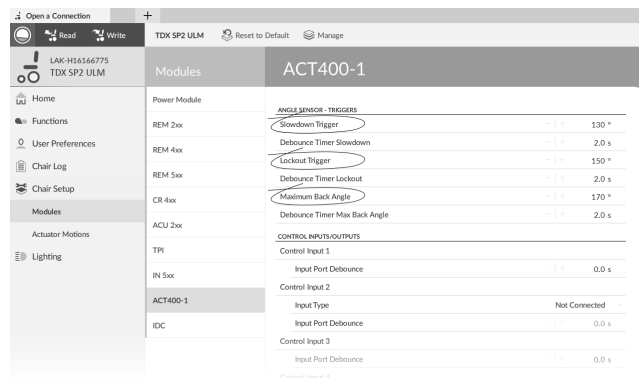 Open a Connection +
Read Write TDX SP2 ULM Reset to Default Manage
LAK-H16166775
TDX SP2 ULM
Modules
ACT400-1
Home
Functions
User Preferences
Chair Log
Chair Setup
Modules
Actuator Motions
Lighting
Power Module
REM 2xx
REM 4xx
REM 5xx
CR 4xx
ACU 2xx
TPI
IN 5xx
ACT400-1
IDC
ANGLE SENSOR - TRIGGERS
Slowdown Trigger - + 130 °
Debounce Timer Slowdown - + 2.0 s
Lockout Trigger - + 150 °
Debounce Timer Lockout - + 2.0 s
Maximum Back Angle - + 170 °
Debounce Timer Max Back Angle - + 2.0 s
CONTROL INPUTS/OUTPUTS
Control Input 1
Input Port Debounce - + 0.0 s
Control Input 2
Input Type Not Connected
Input Port Debounce - + 0.0 s
Control Input 3
Input Port Debounce - + 0.0 s
Control Input 4